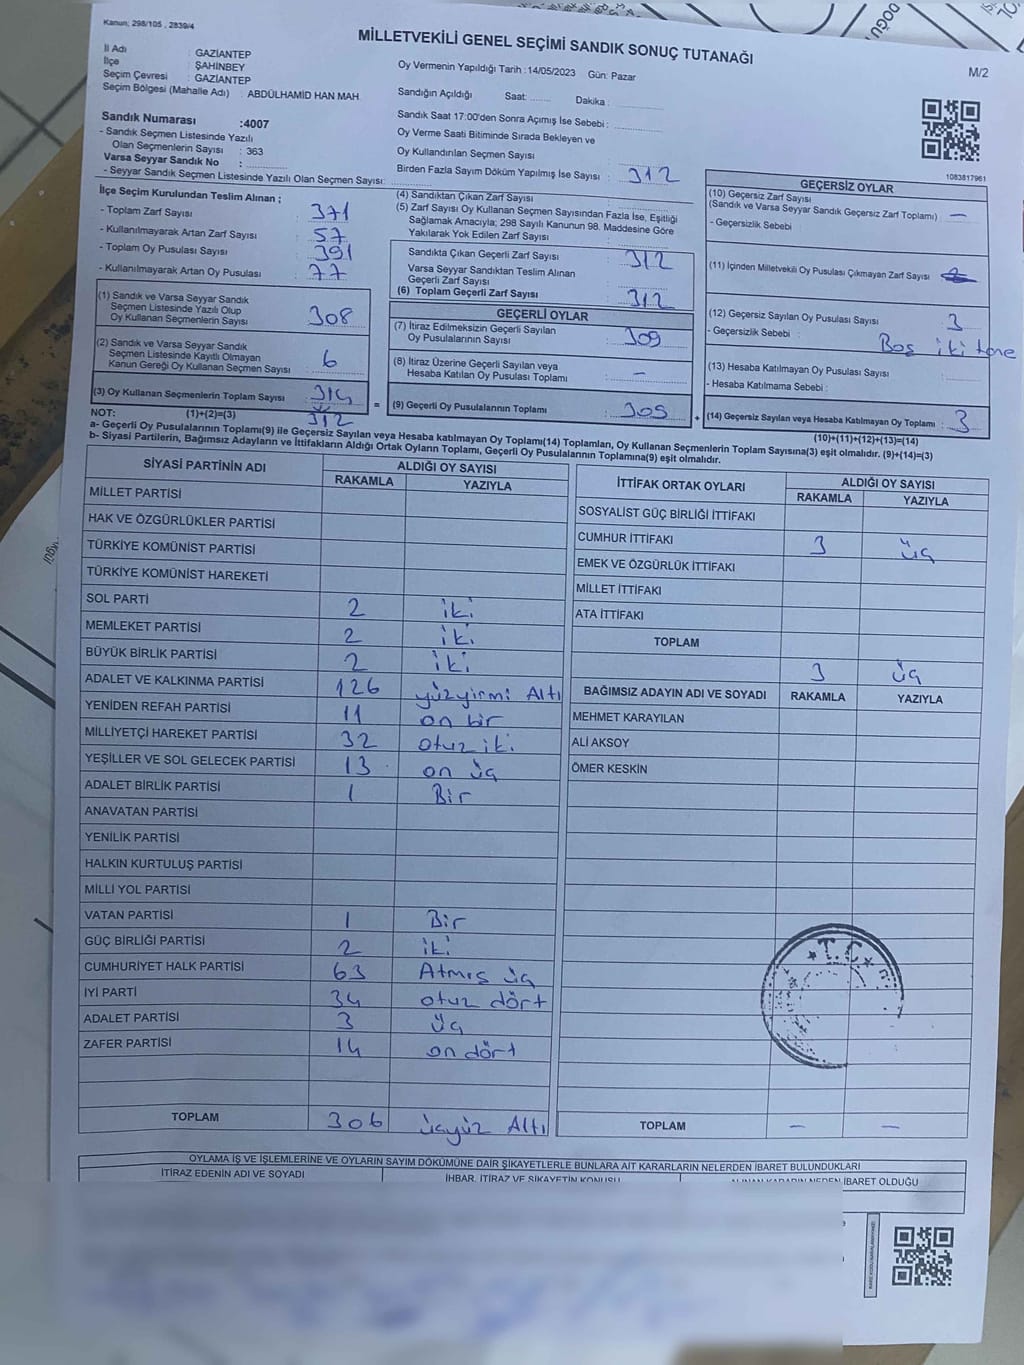 Kanun; 298/105 , 2839/4
MİLLETVEKİLİ GENEL SEÇİMİ SANDIK SONUÇ TUTANAĞI
M/2
İl Adı : GAZİANTEP
İlçe : ŞAHİNBEY
Seçim Çevresi : GAZİANTEP
Seçim Bölgesi (Mahalle Adı) : ABDÜLHAMİD HAN MAH.
Oy Vermenin Yapıldığı Tarih :14/05/2023 Gün: Pazar
Sandığın Açıldığı Saat: ........ Dakika : ............
Sandık Saat 17:00'den Sonra Açımış İse Sebebi : ............
Oy Verme Saati Bitiminde Sırada Bekleyen ve
Oy Kullandırılan Seçmen Sayısı
Birden Fazla Sayım Döküm Yapılmış İse Sayısı : 312
Sandık Numarası :4007
- Sandık Seçmen Listesinde Yazılı
Olan Seçmenlerin Sayısı : 363
Varsa Seyyar Sandık No :
- Seyyar Sandık Seçmen Listesinde Yazılı Olan Seçmen Sayısı:
İlçe Seçim Kurulundan Teslim Alınan ;
- Toplam Zarf Sayısı : 371
- Kullanılmayarak Artan Zarf Sayısı : 57
- Toplam Oy Pusulası Sayısı : 391
- Kullanılmayarak Artan Oy Pusulası : 77
(1) Sandık ve Varsa Seyyar Sandık
Seçmen Listesinde Yazılı Olup
Oy Kullanan Seçmenlerin Sayısı : 308
(2) Sandık ve Varsa Seyyar Sandık
Seçmen Listesinde Kayıtlı Olmayan
Kanun Gereği Oy Kullanan Seçmen Sayısı : 6
(3) Oy Kullanan Seçmenlerin Toplam Sayısı : 314
312
(4) Sandıktan Çıkan Zarf Sayısı
(5) Zarf Sayısı Oy Kullanan Seçmen Sayısından Fazla İse, Eşitliği
Sağlamak Amacıyla; 298 Sayılı Kanunun 98. Maddesine Göre
Yakılarak Yok Edilen Zarf Sayısı
Sandıkta Çıkan Geçerli Zarf Sayısı : 312
Varsa Seyyar Sandıktan Teslim Alınan
Geçerli Zarf Sayısı
(6) Toplam Geçerli Zarf Sayısı : 312
GEÇERLİ OYLAR
(7) İtiraz Edilmeksizin Geçerli Sayılan
Oy Pusulalarının Sayısı : 309
(8) İtiraz Üzerine Geçerli Sayılan veya
Hesaba Katılan Oy Pusulası Toplamı : –
= (9) Geçerli Oy Pusulalarının Toplamı : 309
1083817961
GEÇERSİZ OYLAR
(10) Geçersiz Zarf Sayısı
(Sandık ve Varsa Seyyar Sandık Geçersiz Zarf Toplamı) : –
- Geçersizlik Sebebi :
(11) İçinden Milletvekili Oy Pusulası Çıkmayan Zarf Sayısı :
(12) Geçersiz Sayılan Oy Pusulası Sayısı : 3
- Geçersizlik Sebebi : Boş iki tane
(13) Hesaba Katılmayan Oy Pusulası Sayısı :
- Hesaba Katılmama Sebebi :
+ (14) Geçersiz Sayılan veya Hesaba Katılmayan Oy Toplamı : 3
(10)+(11)+(12)+(13)=(14)
NOT: (1)+(2)=(3)
a- Geçerli Oy Pusulalarının Toplamı(9) ile Geçersiz Sayılan veya Hesaba katılmayan Oy Toplamı(14) Toplamları, Oy Kullanan Seçmenlerin Toplam Sayısına(3) eşit olmalıdır. (9)+(14)=(3)
b- Siyasi Partilerin, Bağımsız Adayların ve İttifakların Aldığı Ortak Oyların Toplamı, Geçerli Oy Pusulalarının Toplamına(9) eşit olmalıdır.
SİYASİ PARTİNİN ADI ALDIĞI OY SAYISI
RAKAMLA YAZIYLA
MİLLET PARTİSİ
HAK VE ÖZGÜRLÜKLER PARTİSİ
TÜRKİYE KOMÜNİST PARTİSİ
TÜRKİYE KOMÜNİST HAREKETİ
SOL PARTİ 2 iki
MEMLEKET PARTİSİ 2 iki
BÜYÜK BİRLİK PARTİSİ 2 iki
ADALET VE KALKINMA PARTİSİ 126 yüzyirmi Altı
YENİDEN REFAH PARTİSİ 11 on bir
MİLLİYETÇİ HAREKET PARTİSİ 32 otuz iki
YEŞİLLER VE SOL GELECEK PARTİSİ 13 on üç
ADALET BİRLİK PARTİSİ 1 Bir
ANAVATAN PARTİSİ
YENİLİK PARTİSİ
HALKIN KURTULUŞ PARTİSİ
MİLLİ YOL PARTİSİ
VATAN PARTİSİ 1 Bir
GÜÇ BİRLİĞİ PARTİSİ 2 iki
CUMHURİYET HALK PARTİSİ 63 Atmış üç
İYİ PARTİ 34 otuz dört
ADALET PARTİSİ 3 üç
ZAFER PARTİSİ 14 on dört
TOPLAM 306 üçyüz Altı
İTTİFAK ORTAK OYLARI ALDIĞI OY SAYISI
RAKAMLA YAZIYLA
SOSYALİST GÜÇ BİRLİĞİ İTTİFAKI
CUMHUR İTTİFAKI 3 üç
EMEK VE ÖZGÜRLÜK İTTİFAKI
MİLLET İTTİFAKI
ATA İTTİFAKI
TOPLAM
3 üç
BAĞIMSIZ ADAYIN ADI VE SOYADI RAKAMLA YAZIYLA
MEHMET KARAYILAN
ALİ AKSOY
ÖMER KESKİN
T.C.
TOPLAM – –
OYLAMA İŞ VE İŞLEMLERİNE VE OYLARIN SAYIM DÖKÜMÜNE DAİR ŞİKAYETLERLE BUNLARA AİT KARARLARIN NELERDEN İBARET BULUNDUKLARI
İTİRAZ EDENİN ADI VE SOYADI İHBAR, İTİRAZ VE ŞİKAYETİN KONUSU ALINAN KARARIN NEDEN İBARET OLDUĞU